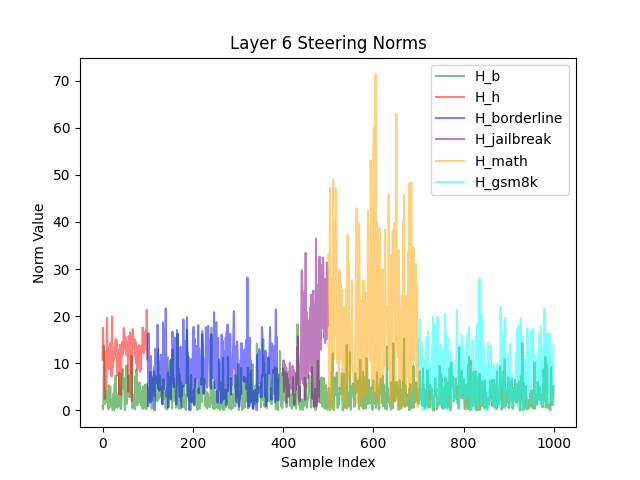 Layer 6 Steering Norms
H_b
H_h
H_borderline
H_jailbreak
H_math
H_gsm8k
Norm Value
70
60
50
40
30
20
10
0
0 200 400 600 800 1000
Sample Index